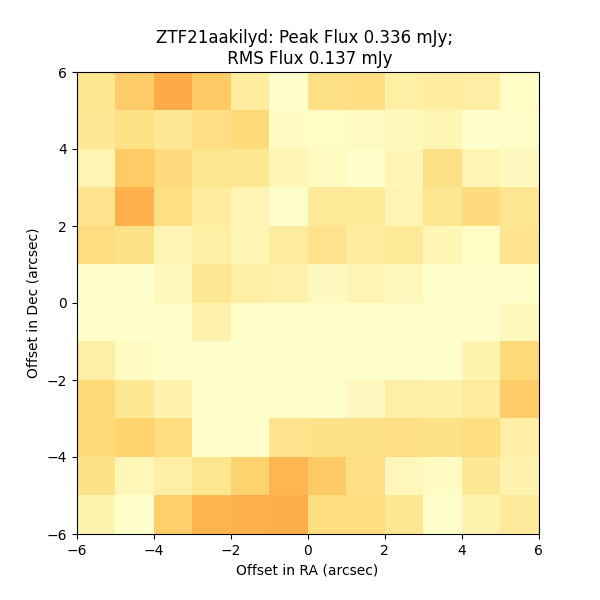 ZTF21aakilyd: Peak Flux 0.336 mJy;
RMS Flux 0.137 mJy
6
4
2
0
−2
−4
−6
Offset in Dec (arcsec)
−6 −4 −2 0 2 4 6
Offset in RA (arcsec)